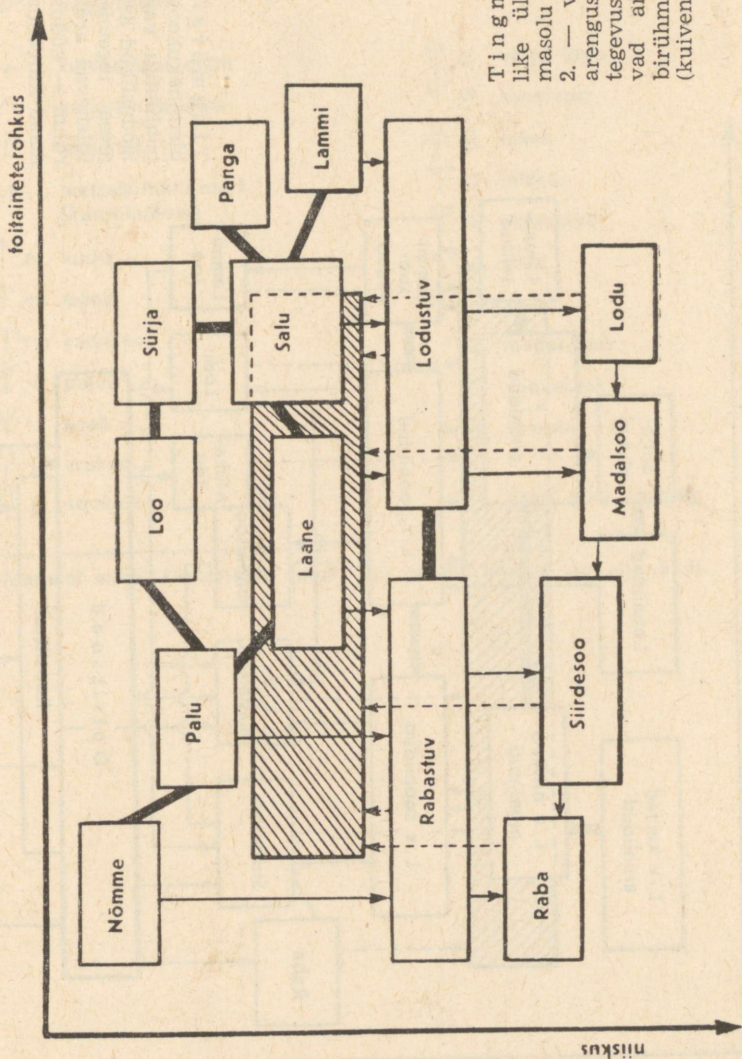 toitaineterohkus
niiskus
Nõmme
Palu
Loo
Sürja
Panga
Laane
Salu
Lammi
Rabastuv
Lodustuv
Raba
Siirdesoo
Madalsoo
Lodu
Tingm
like ül
masolu
2. — v
arengus
tegevus
vad ar
birühm
(kuiven